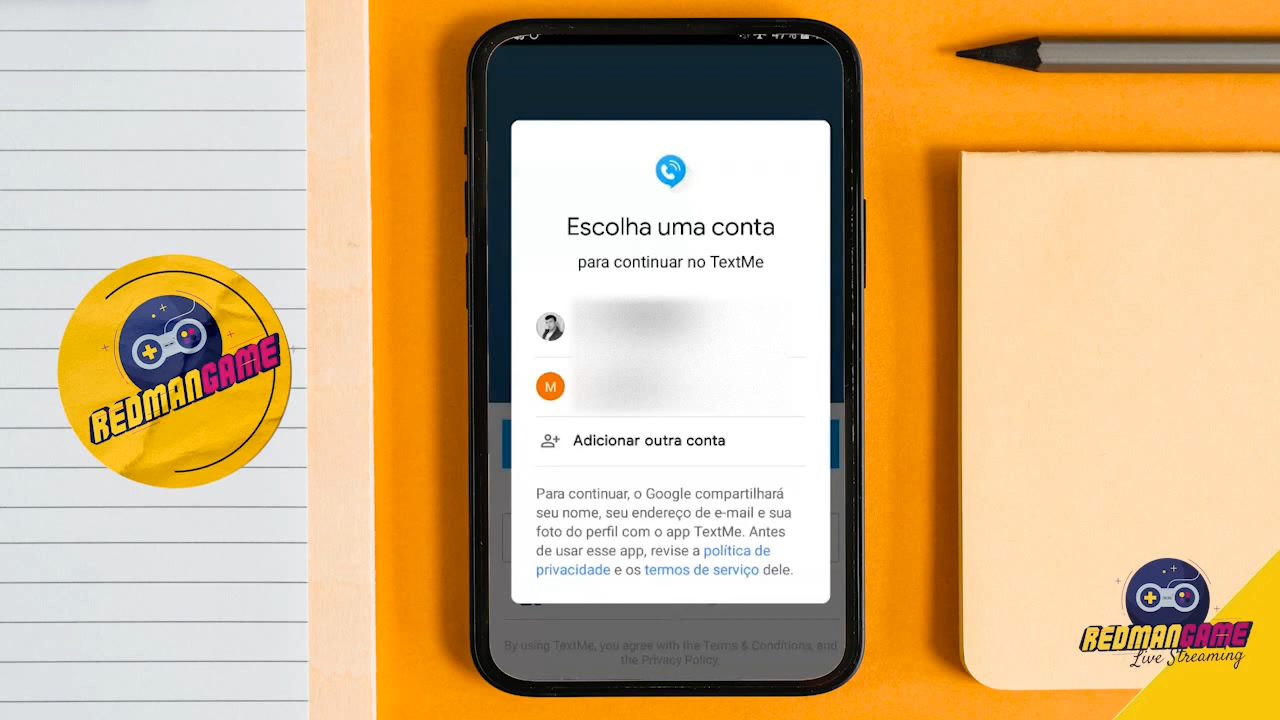 Escolha uma conta
para continuar no TextMe
M
Adicionar outra conta
Para continuar, o Google compartilhará
seu nome, seu endereço de e-mail e sua
foto do perfil com o app TextMe. Antes
de usar esse app, revise a política de
privacidade e os termos de serviço dele.
By using TextMe, you agree with the Terms & Conditions, and
the Privacy Policy.
REDMANGAME
REDMANGAME
Live Streaming